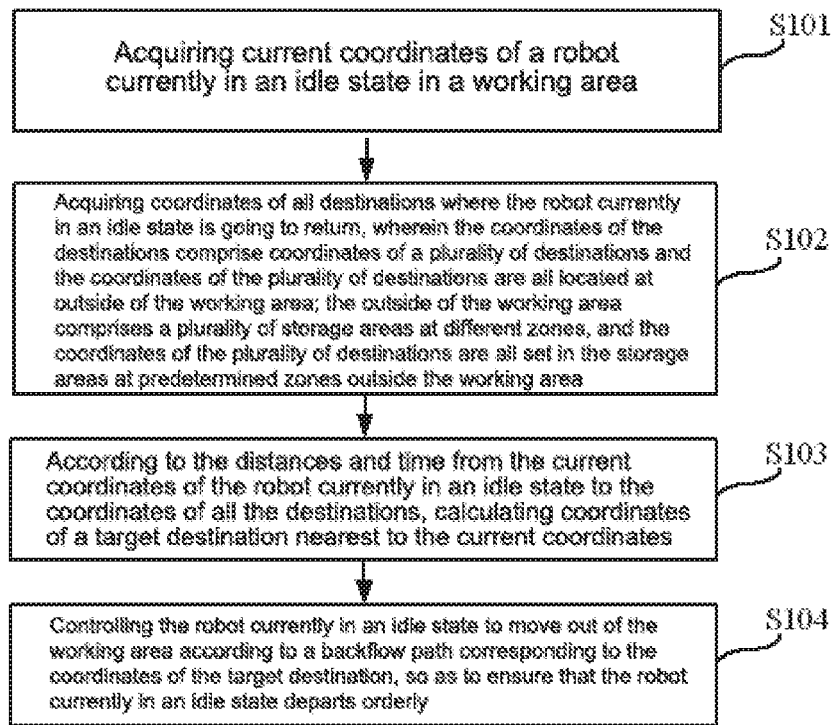 S101
Acquiring current coordinates of a robot
currently in an idle state in a working area
Acquiring coordinates of all destinations where the robot currently
in an idle state is going to return, wherein the coordinates of the
destinations comprise coordinates of a plurality of destinations and
the coordinates of the plurality of destinations are all located at
outside of the working area; the outside of the working area
comprises a plurality of storage areas at different zones, and the
coordinates of the plurality of destinations are all set in the storage
areas at predetermined zones outside the working area
S102
According to the distances and time from the current
coordinates of the robot currently in an idle state to the
coordinates of all the destinations, calculating coordinates
of a target destination nearest to the current coordinates
S103
Controlling the robot currently in an idle state to move out of the
working area according to a backflow path corresponding to the
coordinates of the target destination, so as to ensure that the robot
currently in an idle state departs orderly
S104